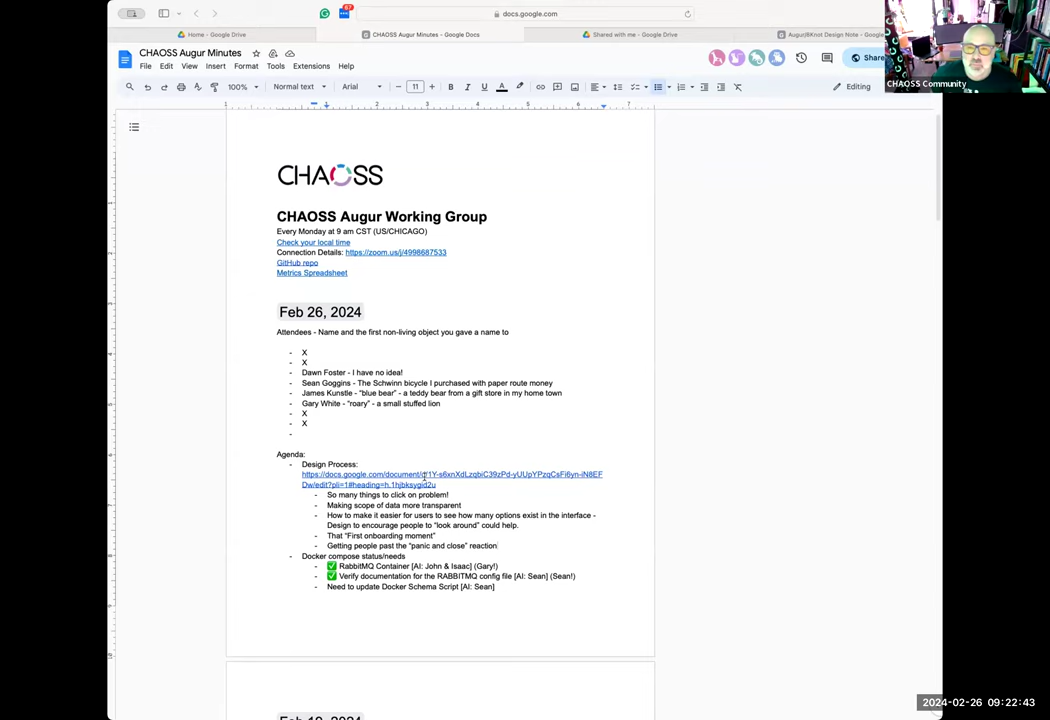 docs.google.com
Home - Google Drive
CHAOSS Augur Minutes - Google Docs
Shared with me - Google Drive
Augur/8Knot Design Note - Google
CHAOSS Augur Minutes
File Edit View Insert Format Tools Extensions Help
Share
100% Normal text Arial 11 Editing
CHAOSS Community
CHAOSS
CHAOSS Augur Working Group
Every Monday at 9 am CST (US/CHICAGO)
Check your local time
Connection Details: https://zoom.us/j/4998687533
GitHub repo
Metrics Spreadsheet
Feb 26, 2024
Attendees - Name and the first non-living object you gave a name to
- X
- X
- Dawn Foster - I have no idea!
- Sean Goggins - The Schwinn bicycle I purchased with paper route money
- James Kunstle - “blue bear” - a teddy bear from a gift store in my home town
- Gary White - “roary” - a small stuffed lion
- X
- X
-
Agenda:
- Design Process:
- So many things to click on problem!
- Making scope of data more transparent
- How to make it easier for users to see how many options exist in the interface -
Design to encourage people to “look around” could help.
- That “First onboarding moment”
- Getting people past the “panic and close” reaction
- Docker compose status/needs
- ✅ RabbitMQ Container [AI: John & Isaac] (Gary!)
- ✅ Verify documentation for the RABBITMQ config file [AI: Sean] (Sean!)
- Need to update Docker Schema Script [AI: Sean]
Feb 19, 2024
2024-02-26 09:22:43